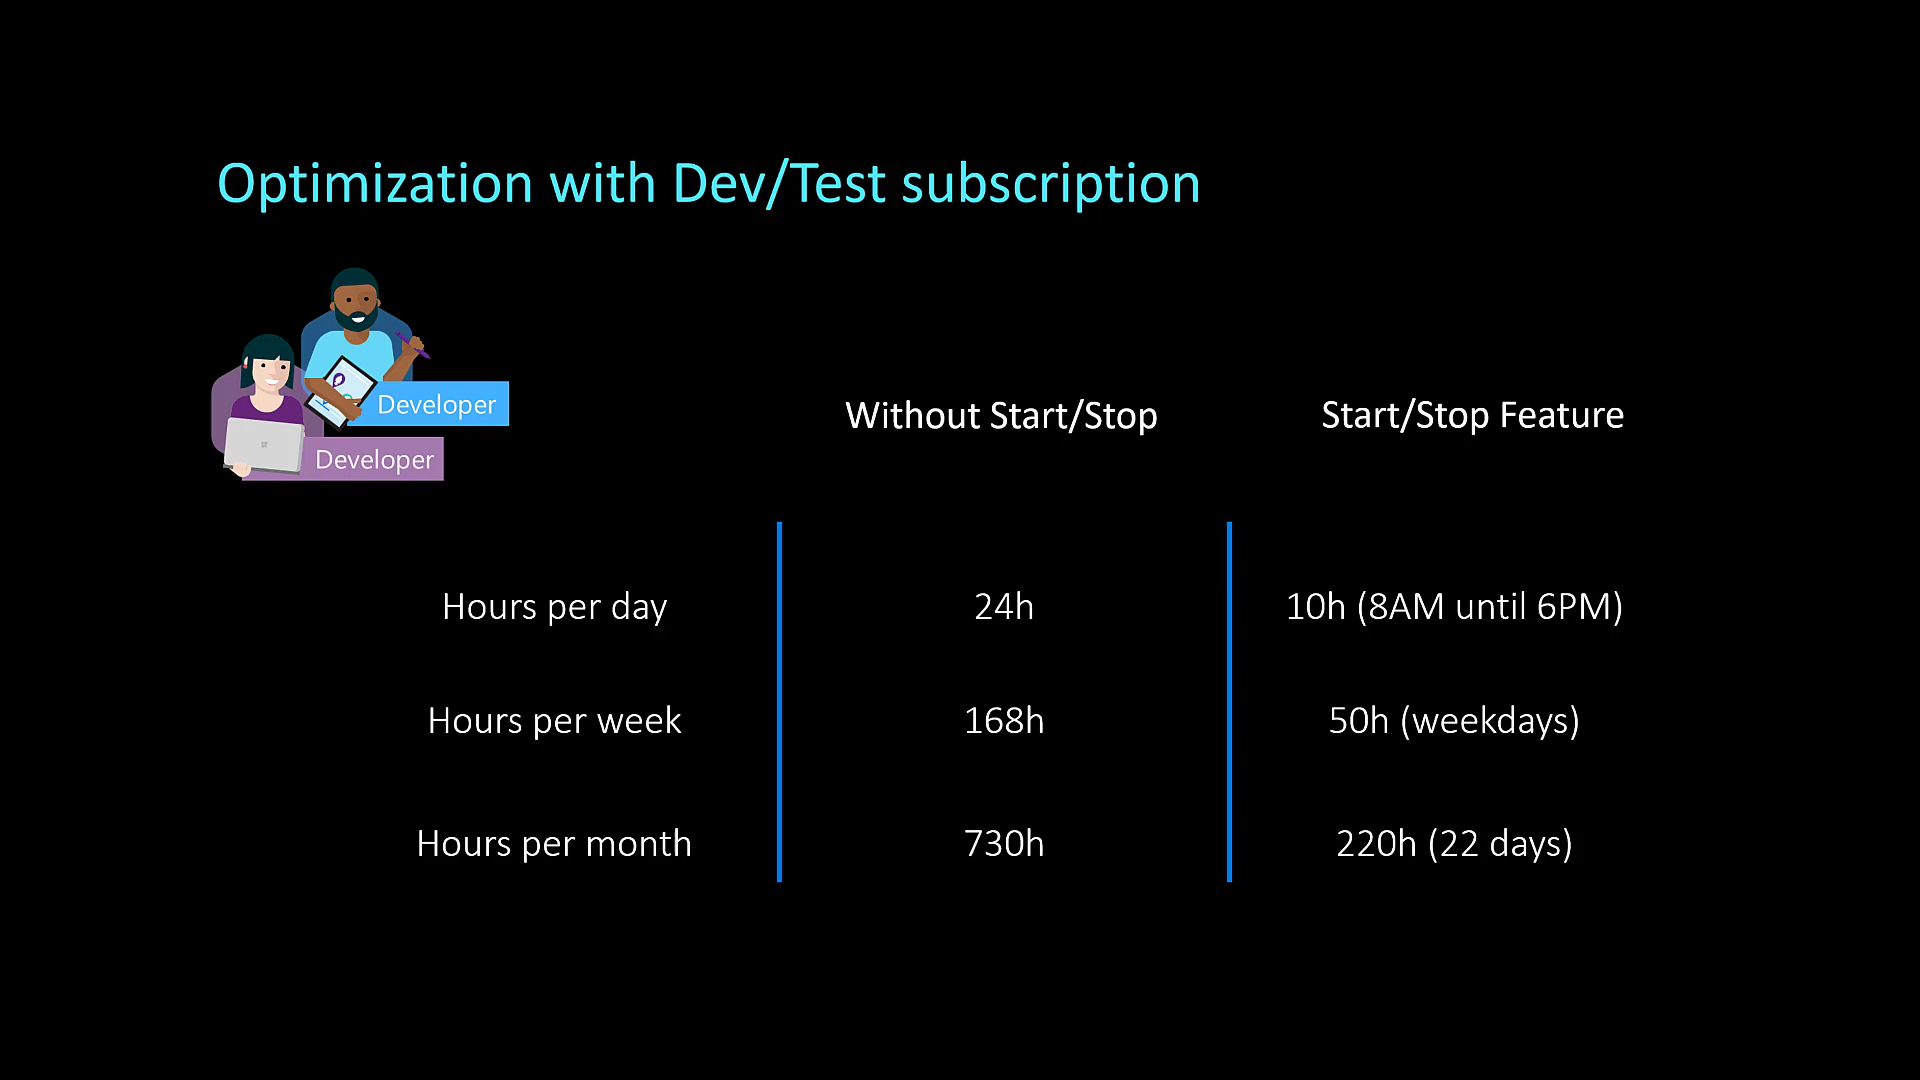 Optimization with Dev/Test subscription
Developer
Developer
Without Start/Stop
Start/Stop Feature
Hours per day
24h
10h (8AM until 6PM)
Hours per week
168h
50h (weekdays)
Hours per month
730h
220h (22 days)